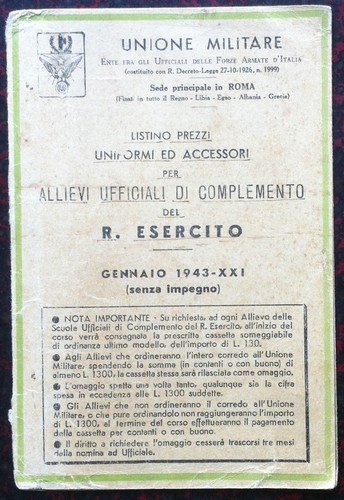 UNIONE MILITARE
ENTE FRA GLI UFFICIALI DELLE FORZE ARMATE D'ITALIA
(costituito con R. Decreto-Legge 27-10-1926, n. 1999)
Sede principale in ROMA
(Filiali in tutto il Regno - Libia - Egeo - Albania - Grecia)
LISTINO PREZZI
UNIFORMI ED ACCESSORI
PER
ALLIEVI UFFICIALI DI COMPLEMENTO
DEL
R. ESERCITO
GENNAIO 1943-XXI
(senza impegno)
● NOTA IMPORTANTE - Su richiesta, ad ogni Allievo delle
Scuole Ufficiali di Complemento del R. Esercito, all'inizio del
corso verrà consegnata la prescritta cassetta someggiabile
di ordinanza ultimo modello, dell'importo di L. 130.
● Agli Allievi che ordineranno l'intero corredo all'Unione
Militare, spendendo la somma (in contanti o con buono) di
almeno L. 1300, la cassetta stessa sarà rilasciata come omaggio.
● L'omaggio spetta una volta tanto, qualunque sia la cifra
spesa in eccedenza alle L. 1300 suddette.
● Gli Allievi che non ordineranno il corredo all'Unione
Militare, o che pure ordinandolo non raggiungeranno l'importo
di L. 1300, al termine del corso effettueranno il pagamento
della cassetta per contanti o con buono.
● Il diritto a richiedere l'omaggio cesserà trascorsi tre mesi
dalla nomina ad Ufficiale.